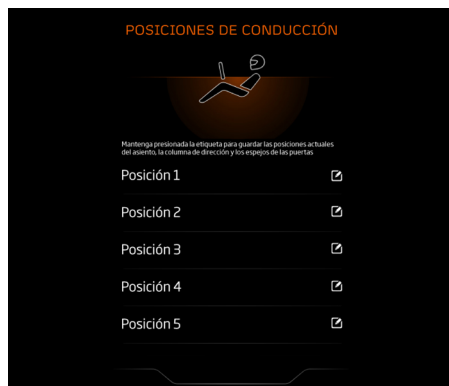 POSICIONES DE CONDUCCIÓN
Mantenga presionada la etiqueta para guardar las posiciones actuales
del asiento, la columna de dirección y los espejos de las puertas
Posición 1
Posición 2
Posición 3
Posición 4
Posición 5